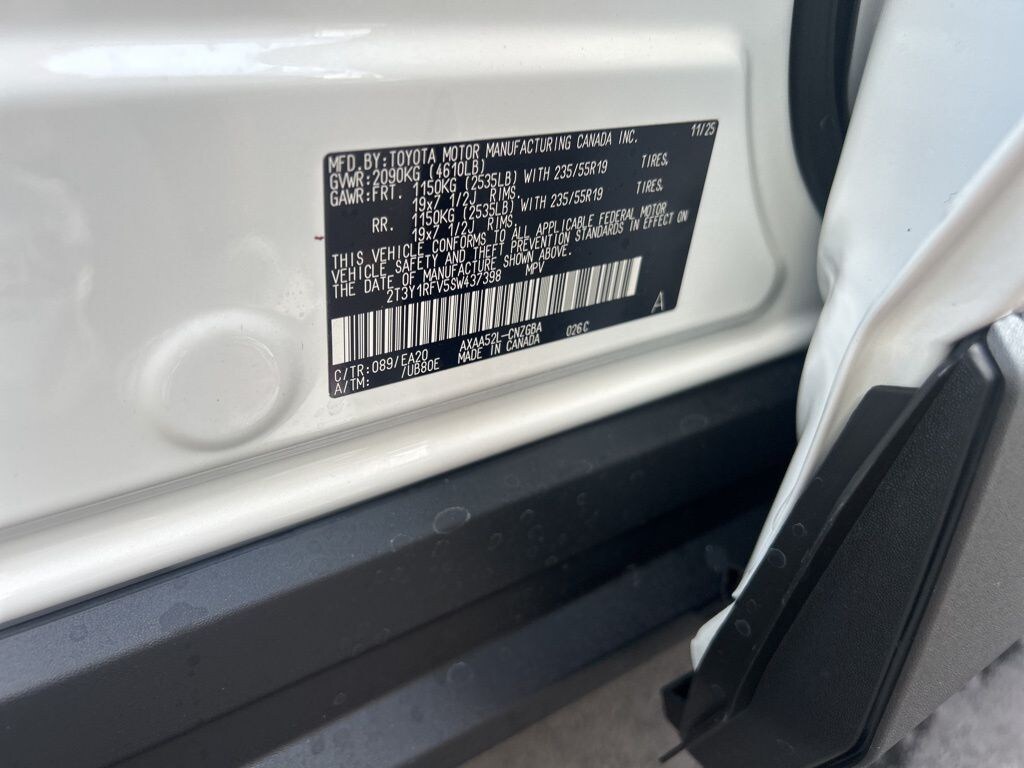 MFD.BY:TOYOTA MOTOR MANUFACTURING CANADA INC. 11/25
GVWR:2090KG (4610LB)
GAWR:FRT. 1150KG (2535LB) WITH 235/55R19 TIRES,
19x7 1/2J RIMS,
RR. 1150KG (2535LB) WITH 235/55R19 TIRES,
19x7 1/2J RIMS.
THIS VEHICLE CONFORMS TO ALL APPLICABLE FEDERAL MOTOR
VEHICLE SAFETY AND THEFT PREVENTION STANDARDS IN EFFECT ON
THE DATE OF MANUFACTURE SHOWN ABOVE.
2T3Y1RFV5SW437398 MPV
A
C/TR:089/EA20 AXAA52L-CNZGBA 026C
A/TM: /UB80E MADE IN CANADA